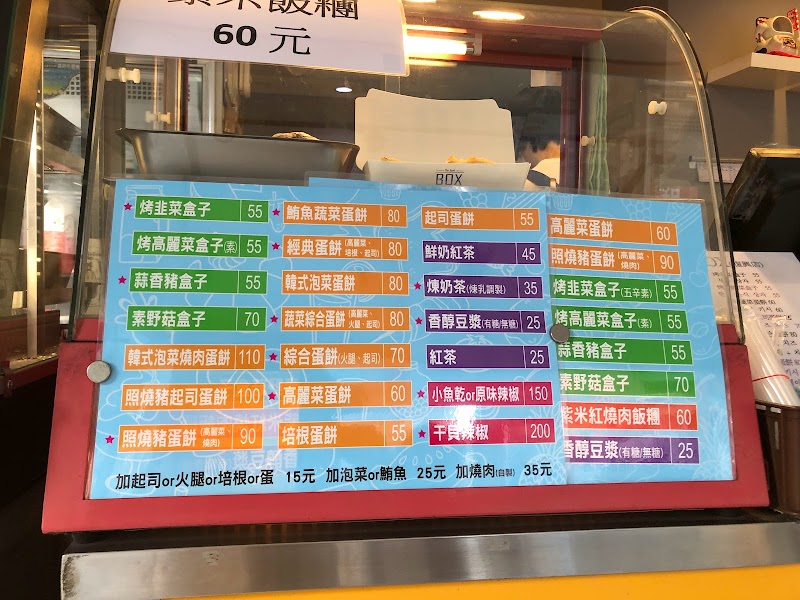 飯糰
60 元
BOX
★ 烤韭菜盒子 55
烤高麗菜盒子(素) 55
★ 蒜香豬盒子 55
素野菇盒子 70
韓式泡菜燒肉蛋餅 110
照燒豬起司蛋餅 100
★ 照燒豬蛋餅(高麗菜、燒肉) 90
★ 鮪魚蔬菜蛋餅 80
★ 經典蛋餅(高麗菜、培根、起司) 80
韓式泡菜蛋餅 80
★ 蔬菜綜合蛋餅(高麗菜、火腿、起司) 80
★ 綜合蛋餅(火腿、起司) 70
★ 高麗菜蛋餅 60
培根蛋餅 55
起司蛋餅 55
鮮奶紅茶 45
★ 煉奶茶(煉乳調製) 35
★ 香醇豆漿(有糖/無糖) 25
紅茶 25
★ 小魚乾or原味辣椒 150
★ 干貝辣椒 200
高麗菜蛋餅 60
照燒豬蛋餅(高麗菜、燒肉) 90
烤韭菜盒子(五辛素) 55
烤高麗菜盒子(素) 55
蒜香豬盒子 55
素野菇盒子 70
紫米紅燒肉飯糰 60
香醇豆漿(有糖/無糖) 25
加起司or火腿or培根or蛋 15元 加泡菜or鮪魚 25元 加燒肉(自製) 35元